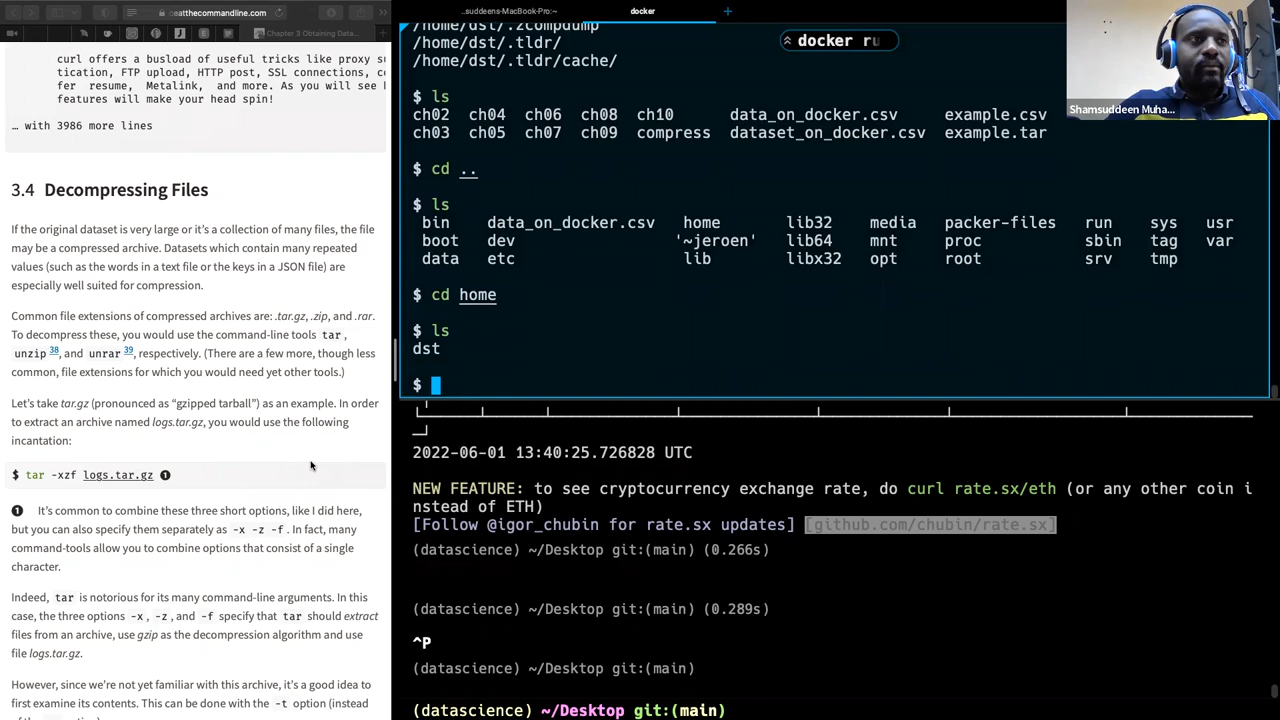 eatthecommandline.com
Chapter 3 Obtaining Data...
curl offers a busload of useful tricks like proxy su
tication, FTP upload, HTTP post, SSL connections, co
fer resume, Metalink, and more. As you will see b
features will make your head spin!
… with 3986 more lines
3.4 Decompressing Files
If the original dataset is very large or it’s a collection of many files, the file
may be a compressed archive. Datasets which contain many repeated
values (such as the words in a text file or the keys in a JSON file) are
especially well suited for compression.
Common file extensions of compressed archives are: .tar.gz, .zip, and .rar.
To decompress these, you would use the command-line tools tar ,
unzip 38, and unrar 39, respectively. (There are a few more, though less
common, file extensions for which you would need yet other tools.)
Let’s take tar.gz (pronounced as “gzipped tarball”) as an example. In order
to extract an archive named logs.tar.gz, you would use the following
incantation:
$ tar -xzf logs.tar.gz ❶
❶ It’s common to combine these three short options, like I did here,
but you can also specify them separately as -x -z -f . In fact, many
command-tools allow you to combine options that consist of a single
character.
Indeed, tar is notorious for its many command-line arguments. In this
case, the three options -x , -z , and -f specify that tar should extract
files from an archive, use gzip as the decompression algorithm and use
file logs.tar.gz.
However, since we’re not yet familiar with this archive, it’s a good idea to
first examine its contents. This can be done with the -t option (instead
..suddeens-MacBook-Pro:~
docker
+
docker ru
/home/dst/.zcompdump
/home/dst/.tldr/
/home/dst/.tldr/cache/
$ ls
ch02 ch04 ch06 ch08 ch10 data_on_docker.csv example.csv
ch03 ch05 ch07 ch09 compress dataset_on_docker.csv example.tar
$ cd ..
$ ls
bin data_on_docker.csv home lib32 media packer-files run sys usr
boot dev '~jeroen' lib64 mnt proc sbin tag var
data etc lib libx32 opt root srv tmp
$ cd home
$ ls
dst
$
2022-06-01 13:40:25.726828 UTC
NEW FEATURE: to see cryptocurrency exchange rate, do curl rate.sx/eth (or any other coin i
nstead of ETH)
[Follow @igor_chubin for rate.sx updates] [github.com/chubin/rate.sx]
(datascience) ~/Desktop git:(main) (0.266s)
(datascience) ~/Desktop git:(main) (0.289s)
^P
(datascience) ~/Desktop git:(main)
(datascience) ~/Desktop git:(main)
Shamsuddeen Muha...